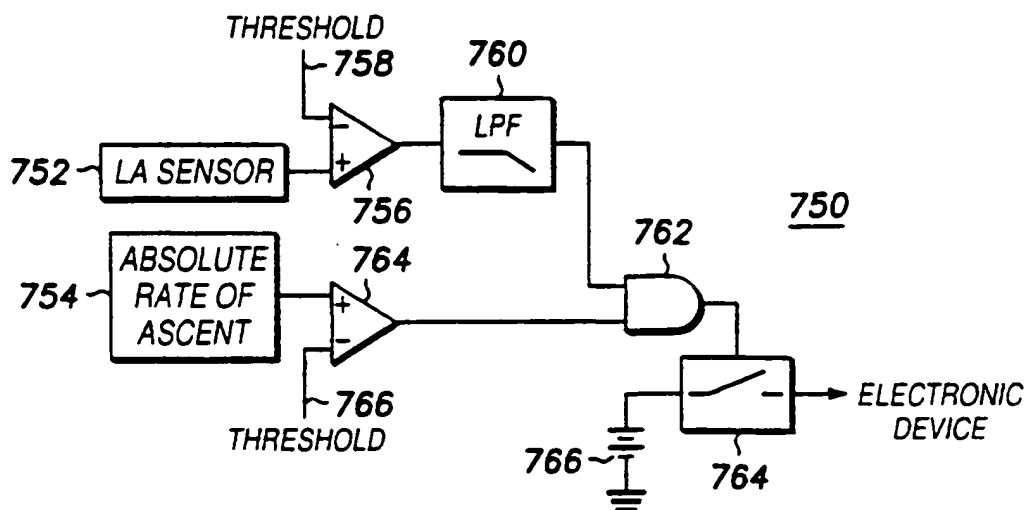 THRESHOLD
758
760
LPF
752
LA SENSOR
756
750
762
754
ABSOLUTE
RATE OF
ASCENT
764
766
THRESHOLD
ELECTRONIC
DEVICE
766
764
+
−
+
−